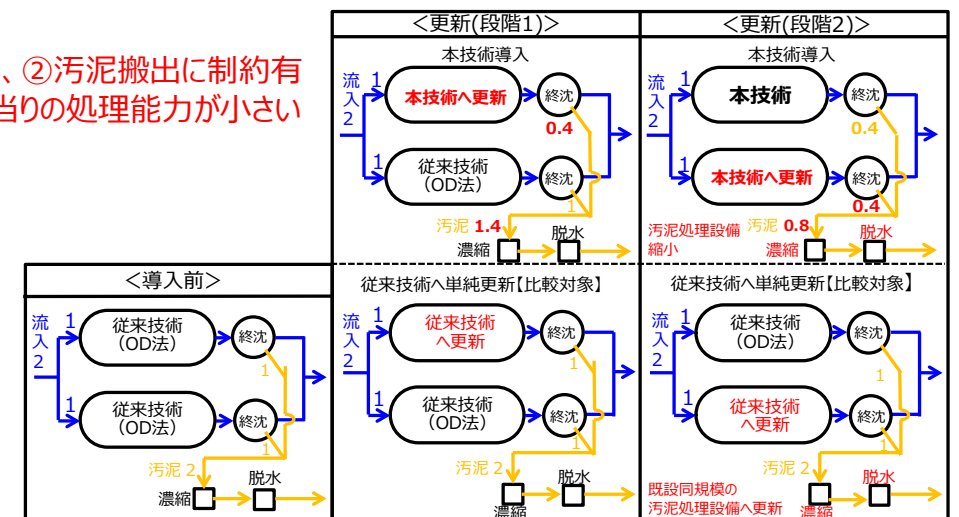 、②汚泥搬出に制約有
当りの処理能力が小さい
<更新(段階1)>
本技術導入
流入
2
1
本技術へ更新
終沈
0.4
1
従来技術
(OD法)
終沈
1
汚泥 1.4
濃縮
脱水
<更新(段階2)>
本技術導入
流入
2
1
本技術
終沈
0.4
1
本技術へ更新
終沈
0.4
汚泥処理設備
縮小
汚泥 0.8
濃縮
脱水
<導入前>
流入
2
1
従来技術
(OD法)
終沈
1
1
従来技術
(OD法)
終沈
1
汚泥 2
濃縮
脱水
従来技術へ単純更新【比較対象】
流入
2
1
従来技術
へ更新
終沈
1
1
従来技術
(OD法)
終沈
1
汚泥 2
濃縮
脱水
従来技術へ単純更新【比較対象】
流入
2
1
従来技術
(OD法)
終沈
1
1
従来技術
へ更新
終沈
1
汚泥 2
既設同規模の
汚泥処理設備へ更新
濃縮
脱水